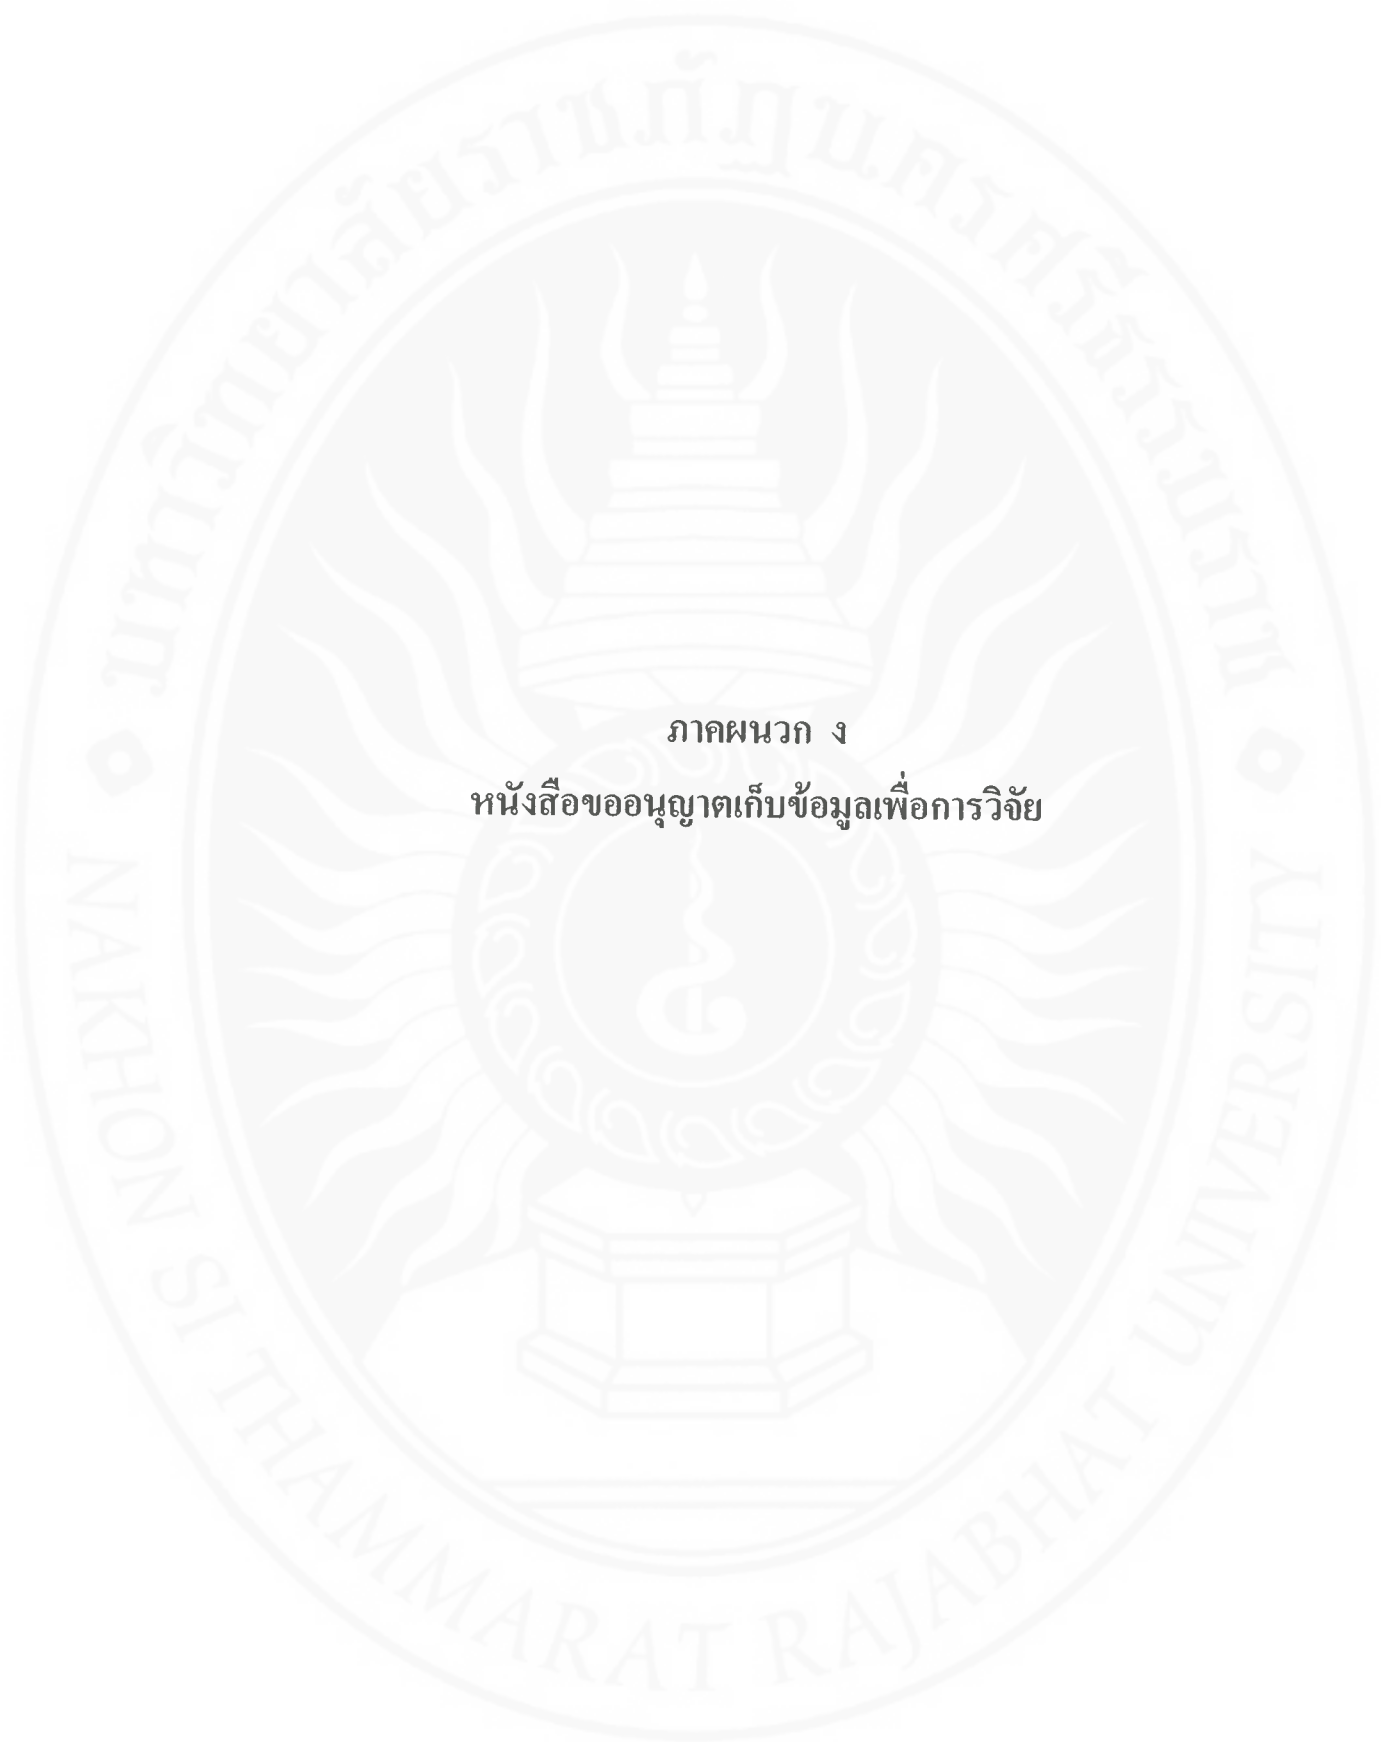 มหาวิทยาลัยราชภัฏนครศรีธรรมราช
ภาคผนวก ง
หนังสือขออนุญาตเก็บข้อมูลเพื่อการวิจัย
NAKHON SI THAMMARAT RAJABHAT UNIVERSITY